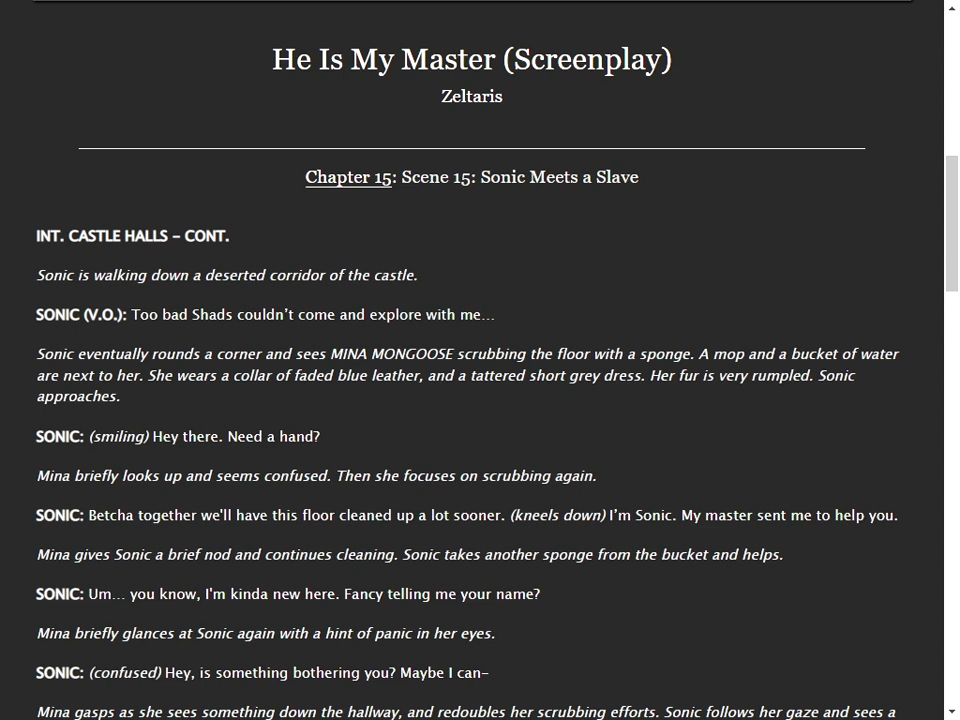 He Is My Master (Screenplay)
Zeltaris
Chapter 15: Scene 15: Sonic Meets a Slave
INT. CASTLE HALLS – CONT.
Sonic is walking down a deserted corridor of the castle.
SONIC (V.O.): Too bad Shads couldn’t come and explore with me…
Sonic eventually rounds a corner and sees MINA MONGOOSE scrubbing the floor with a sponge. A mop and a bucket of water
are next to her. She wears a collar of faded blue leather, and a tattered short grey dress. Her fur is very rumpled. Sonic
approaches.
SONIC: (smiling) Hey there. Need a hand?
Mina briefly looks up and seems confused. Then she focuses on scrubbing again.
SONIC: Betcha together we'll have this floor cleaned up a lot sooner. (kneels down) I’m Sonic. My master sent me to help you.
Mina gives Sonic a brief nod and continues cleaning. Sonic takes another sponge from the bucket and helps.
SONIC: Um… you know, I'm kinda new here. Fancy telling me your name?
Mina briefly glances at Sonic again with a hint of panic in her eyes.
SONIC: (confused) Hey, is something bothering you? Maybe I can–
Mina gasps as she sees something down the hallway, and redoubles her scrubbing efforts. Sonic follows her gaze and sees a